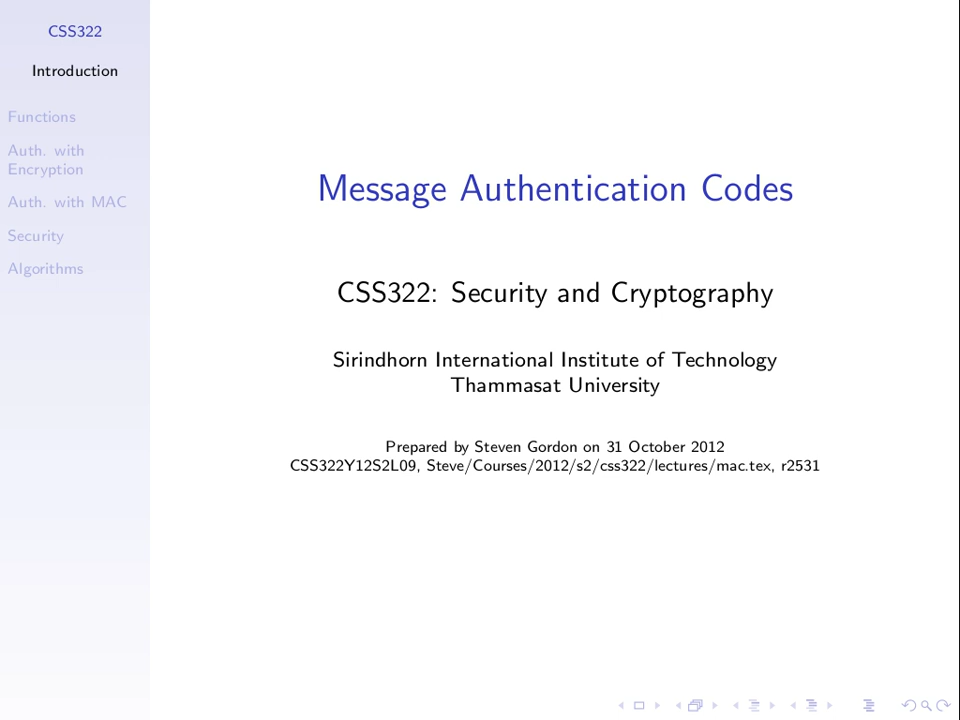 CSS322
Introduction
Functions
Auth. with
Encryption
Auth. with MAC
Security
Algorithms
Message Authentication Codes
CSS322: Security and Cryptography
Sirindhorn International Institute of Technology
Thammasat University
Prepared by Steven Gordon on 31 October 2012
CSS322Y12S2L09, Steve/Courses/2012/s2/css322/lectures/mac.tex, r2531